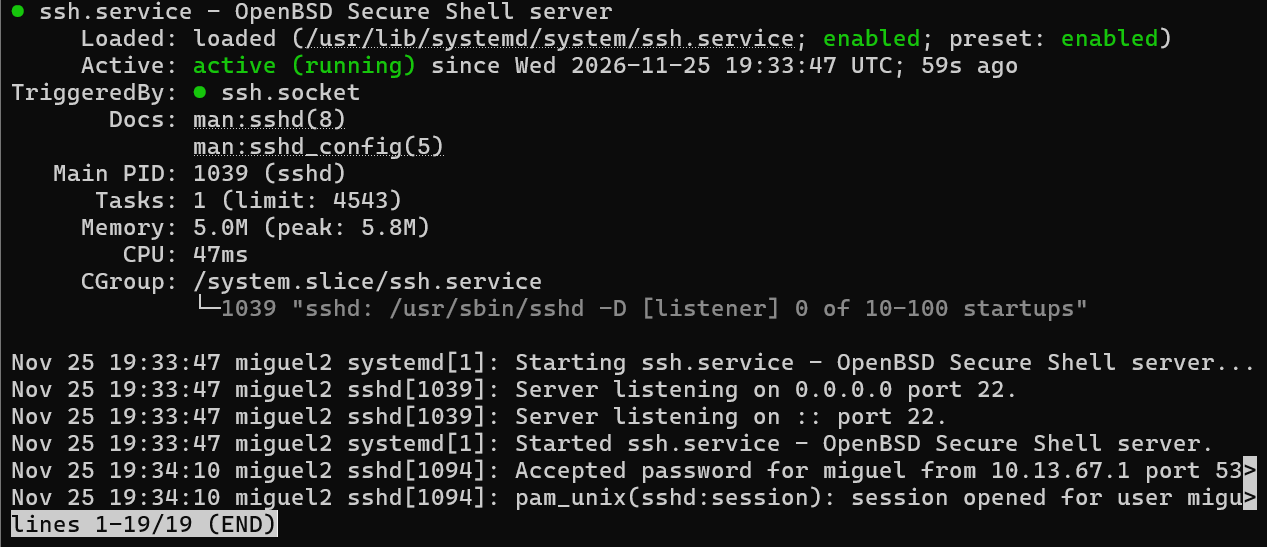 ● ssh.service - OpenBSD Secure Shell server
     Loaded: loaded (/usr/lib/systemd/system/ssh.service; enabled; preset: enabled)
     Active: active (running) since Wed 2026-11-25 19:33:47 UTC; 59s ago
TriggeredBy: ● ssh.socket
       Docs: man:sshd(8)
             man:sshd_config(5)
   Main PID: 1039 (sshd)
      Tasks: 1 (limit: 4543)
     Memory: 5.0M (peak: 5.8M)
        CPU: 47ms
     CGroup: /system.slice/ssh.service
             └─1039 "sshd: /usr/sbin/sshd -D [listener] 0 of 10-100 startups"

Nov 25 19:33:47 miguel2 systemd[1]: Starting ssh.service - OpenBSD Secure Shell server...
Nov 25 19:33:47 miguel2 sshd[1039]: Server listening on 0.0.0.0 port 22.
Nov 25 19:33:47 miguel2 sshd[1039]: Server listening on :: port 22.
Nov 25 19:33:47 miguel2 systemd[1]: Started ssh.service - OpenBSD Secure Shell server.
Nov 25 19:34:10 miguel2 sshd[1094]: Accepted password for miguel from 10.13.67.1 port 53>
Nov 25 19:34:10 miguel2 sshd[1094]: pam_unix(sshd:session): session opened for user migu>
lines 1-19/19 (END)